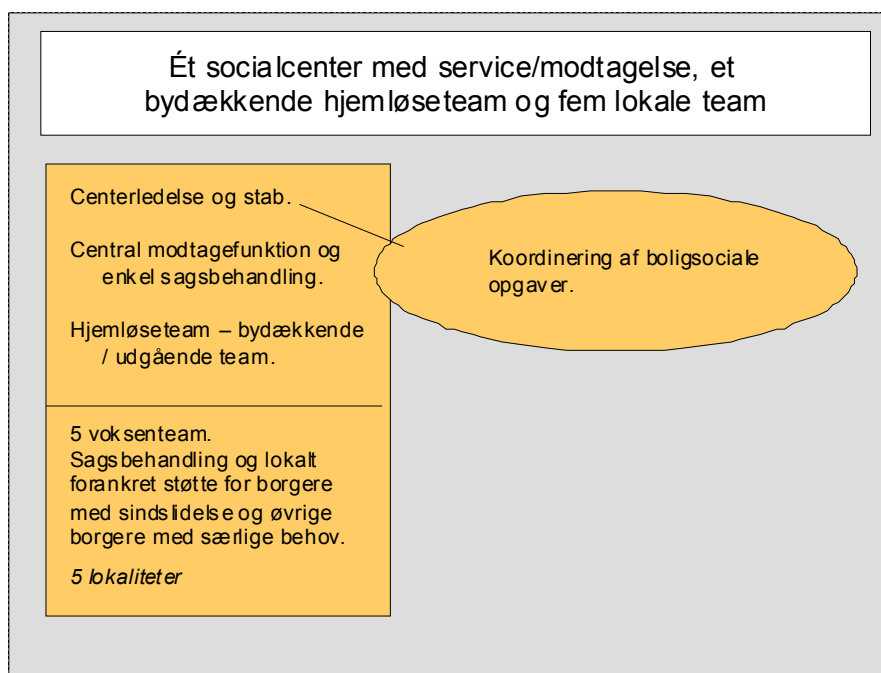 Ét socialcenter med service/modtagelse, et
bydækkende hjemløseteam og fem lokale team
Centerledelse og stab.
Central modtagefunktion og
enkel sagsbehandling.
Hjemløseteam – bydækkende
/ udgående team.
Koordinering af boligsociale
opgaver.
5 voksenteam.
Sagsbehandling og lokalt
forankret støtte for borgere
med sindslidelse og øvrige
borgere med særlige behov.
5 lokaliteter